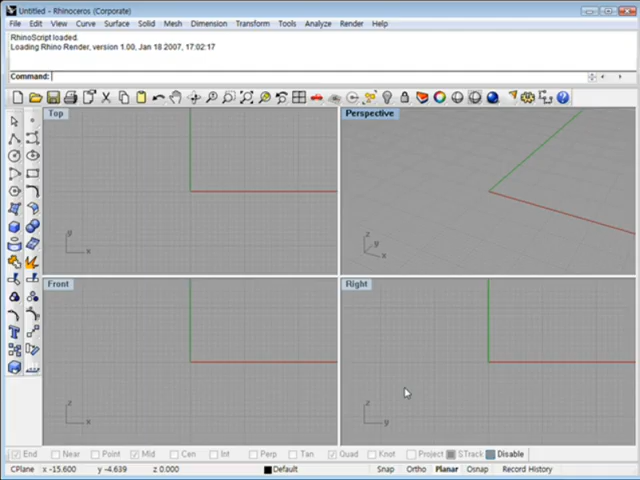 Untitled - Rhinoceros (Corporate)
File Edit View Curve Surface Solid Mesh Dimension Transform Tools Analyze Render Help
RhinoScript loaded.
Loading Rhino Render, version 1.00, Jan 18 2007, 17:02:17
Command:
Top
Perspective
y
x
z
y
x
Front
Right
z
x
z
y
End Near Point Mid Cen Int Perp Tan Quad Knot Project STrack Disable
CPlane x -15.600 y -4.639 z 0.000 Default Snap Ortho Planar Osnap Record History